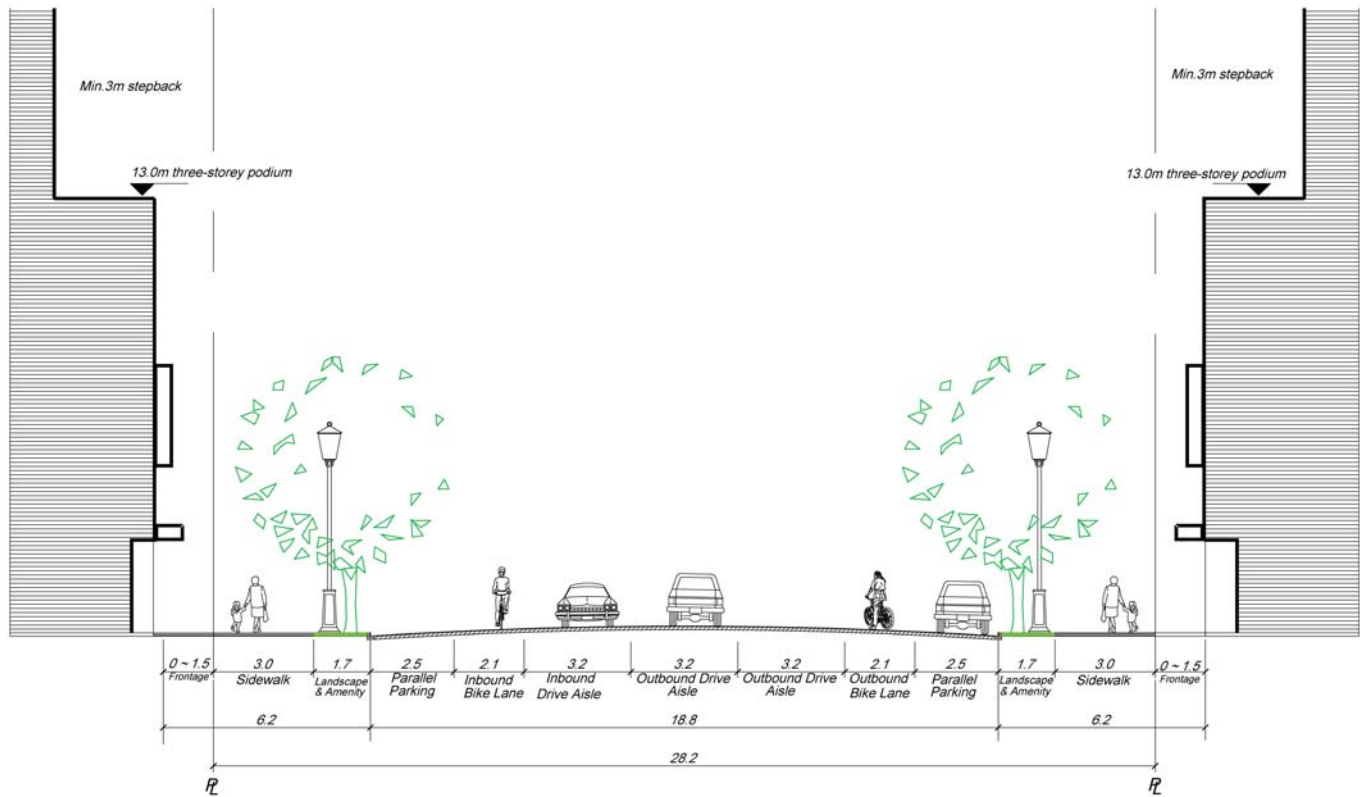 Min.3m stepback
Min.3m stepback
13.0m three-storey podium
13.0m three-storey podium
0 ~ 1.5 3.0 1.7 2.5 2.1 3.2 3.2 3.2 2.1 2.5 1.7 3.0 0 ~ 1.5
Frontage Sidewalk Landscape Parallel Inbound Inbound Outbound Drive Outbound Drive Outbound Parallel Landscape Sidewalk Frontage
& Amenity Parking Bike Lane Drive Aisle Aisle Aisle Bike Lane Parking & Amenity
6.2 18.8 6.2
28.2
PL PL